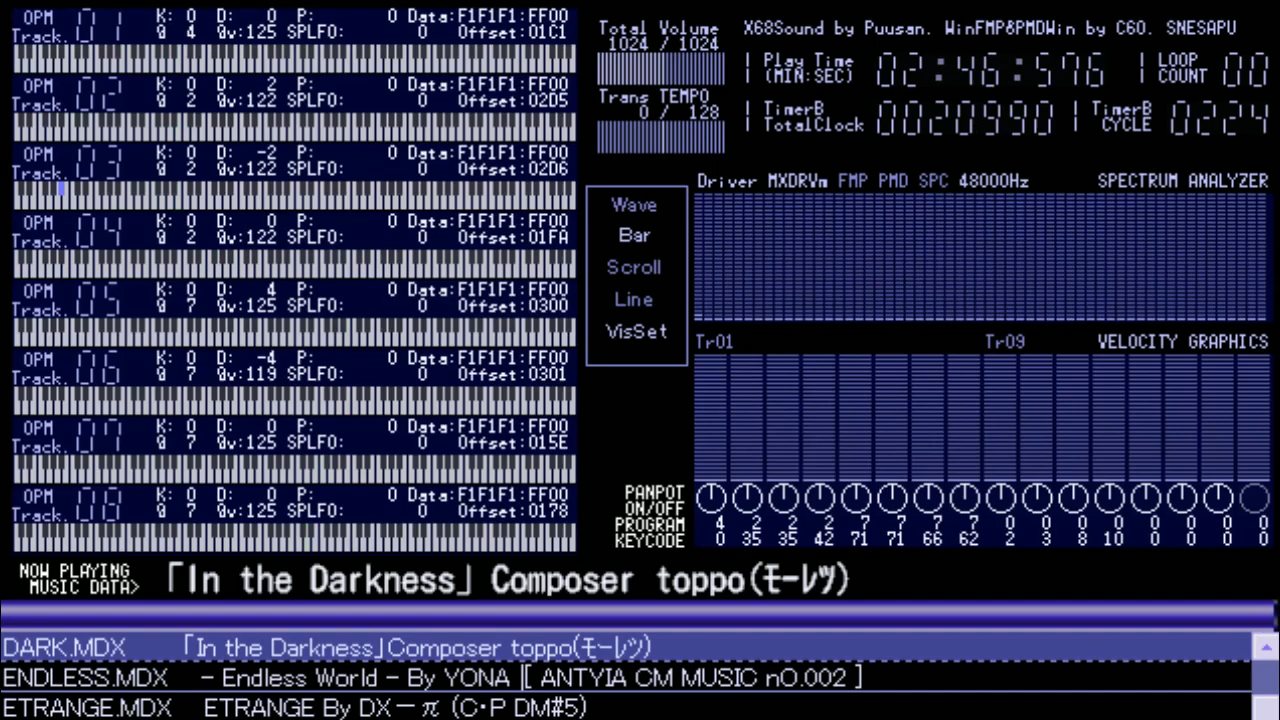 OPM Track. 01 K: 0 D: 0 P: 0 Data:F1F1F1:FF00
@ 4 @v:125 SPLFO: 0 Offset:01C1
OPM Track. 02 K: 0 D: 2 P: 0 Data:F1F1F1:FF00
@ 2 @v:122 SPLFO: 0 Offset:02D5
OPM Track. 03 K: 0 D: -2 P: 0 Data:F1F1F1:FF00
@ 2 @v:122 SPLFO: 0 Offset:02D6
OPM Track. 04 K: 0 D: 0 P: 0 Data:F1F1F1:FF00
@ 2 @v:122 SPLFO: 0 Offset:01FA
OPM Track. 05 K: 0 D: 4 P: 0 Data:F1F1F1:FF00
@ 7 @v:125 SPLFO: 0 Offset:0300
OPM Track. 06 K: 0 D: -4 P: 0 Data:F1F1F1:FF00
@ 7 @v:119 SPLFO: 0 Offset:0301
OPM Track. 07 K: 0 D: 0 P: 0 Data:F1F1F1:FF00
@ 7 @v:125 SPLFO: 0 Offset:015E
OPM Track. 08 K: 0 D: 0 P: 0 Data:F1F1F1:FF00
@ 7 @v:125 SPLFO: 0 Offset:0178
Total Volume
1024 / 1024
Trans TEMPO
0 / 128
X68Sound by Puusan. WinFMP&PMDWin by C60. SNESAPU
Play Time (MIN:SEC) 02:46:576 LOOP COUNT 00
TimerB TotalClock 0020990 TimerB CYCLE 0224
Wave
Bar
Scroll
Line
VisSet
Driver MXDRVm FMP PMD SPC 48000Hz SPECTRUM ANALYZER
Tr01 Tr09 VELOCITY GRAPHICS
PANPOT
ON/OFF
PROGRAM 4 2 2 2 7 7 7 7 0 0 0 0 0 0 0 0
KEYCODE 0 35 35 42 71 71 66 62 2 3 8 10 0 0 0 0
NOW PLAYING
MUSIC DATA> 「In the Darkness」 Composer toppo(ﾓｰﾚﾂ)
DARK.MDX 「In the Darkness」Composer toppo(ﾓｰﾚﾂ)
ENDLESS.MDX - Endless World - By YONA [[ ANTYIA CM MUSIC nO.002 ]
ETRANGE.MDX ETRANGE By DX－π (C・P DM#5)